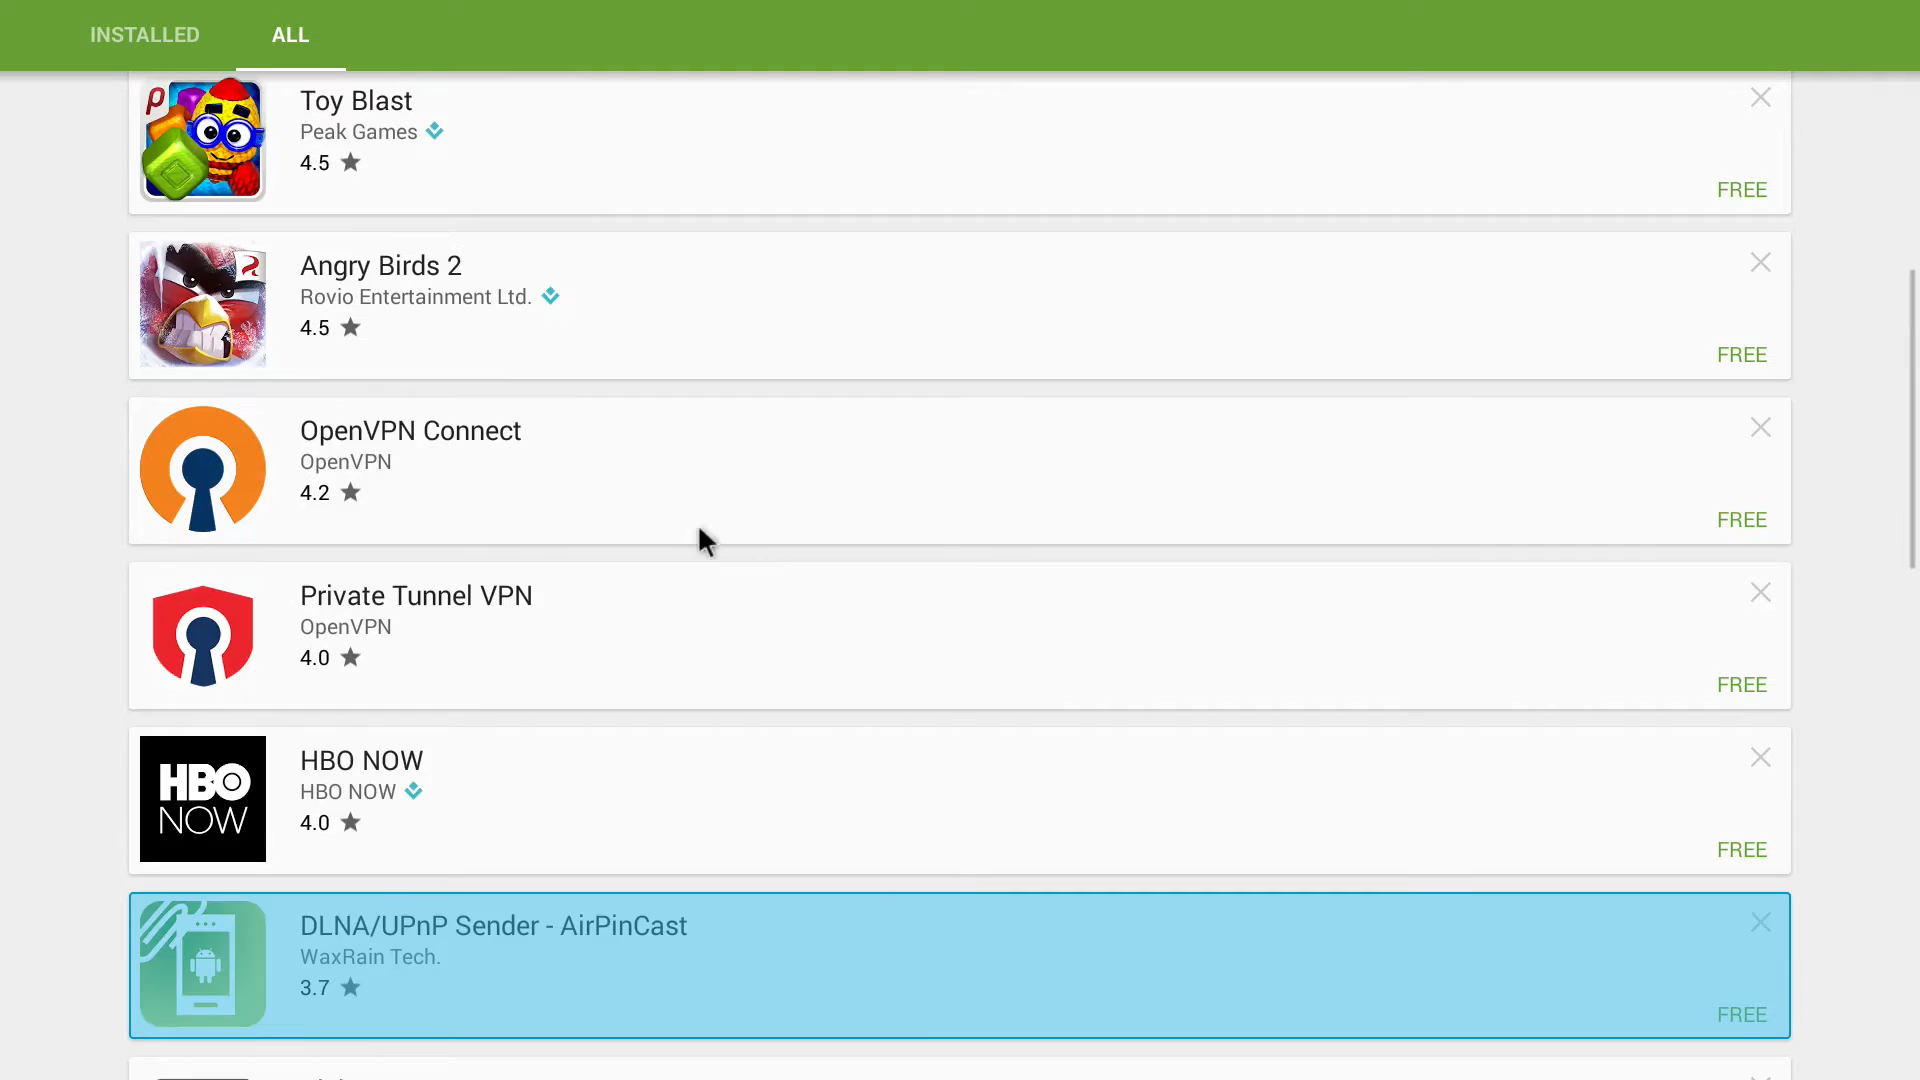 INSTALLED
ALL
Toy Blast
Peak Games
4.5
FREE
Angry Birds 2
Rovio Entertainment Ltd.
4.5
FREE
OpenVPN Connect
OpenVPN
4.2
FREE
Private Tunnel VPN
OpenVPN
4.0
FREE
HBO NOW
HBO NOW
HBO NOW
4.0
FREE
DLNA/UPnP Sender - AirPinCast
WaxRain Tech.
3.7
FREE